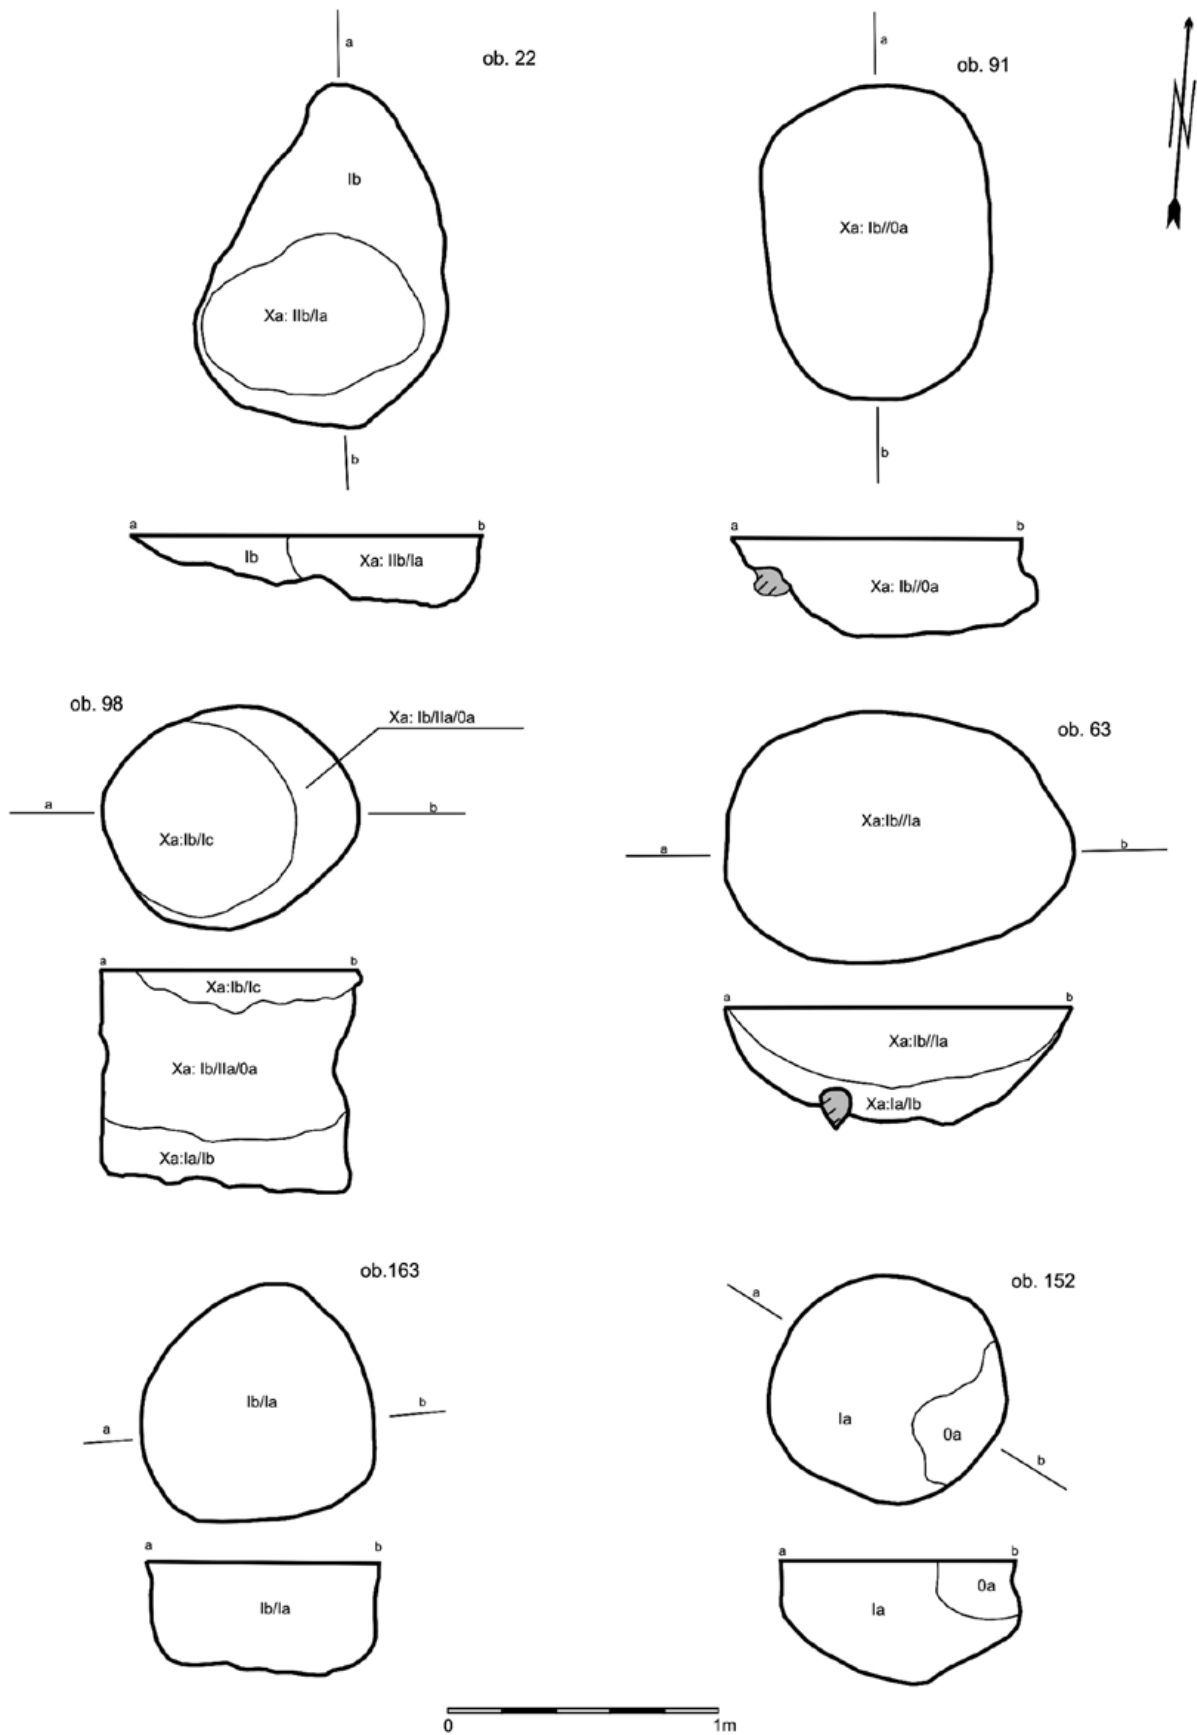 a
ob. 22
Ib
Xa: IIb/Ia
b
a
b
Ib
Xa: IIb/Ia
a
ob. 91
N
Xa: Ib//0a
b
a
b
Xa: Ib//0a
ob. 98
Xa: Ib/IIa/0a
a
b
Xa:Ib/Ic
a
b
Xa:Ib/Ic
Xa: Ib/IIa/0a
Xa:Ia/Ib
ob. 63
Xa:Ib//Ia
a
b
a
b
Xa:Ib//Ia
Xa:Ia/Ib
ob.163
Ib/Ia
a
b
a
b
Ib/Ia
ob. 152
a
Ia
0a
b
a
b
0a
Ia
0
1m